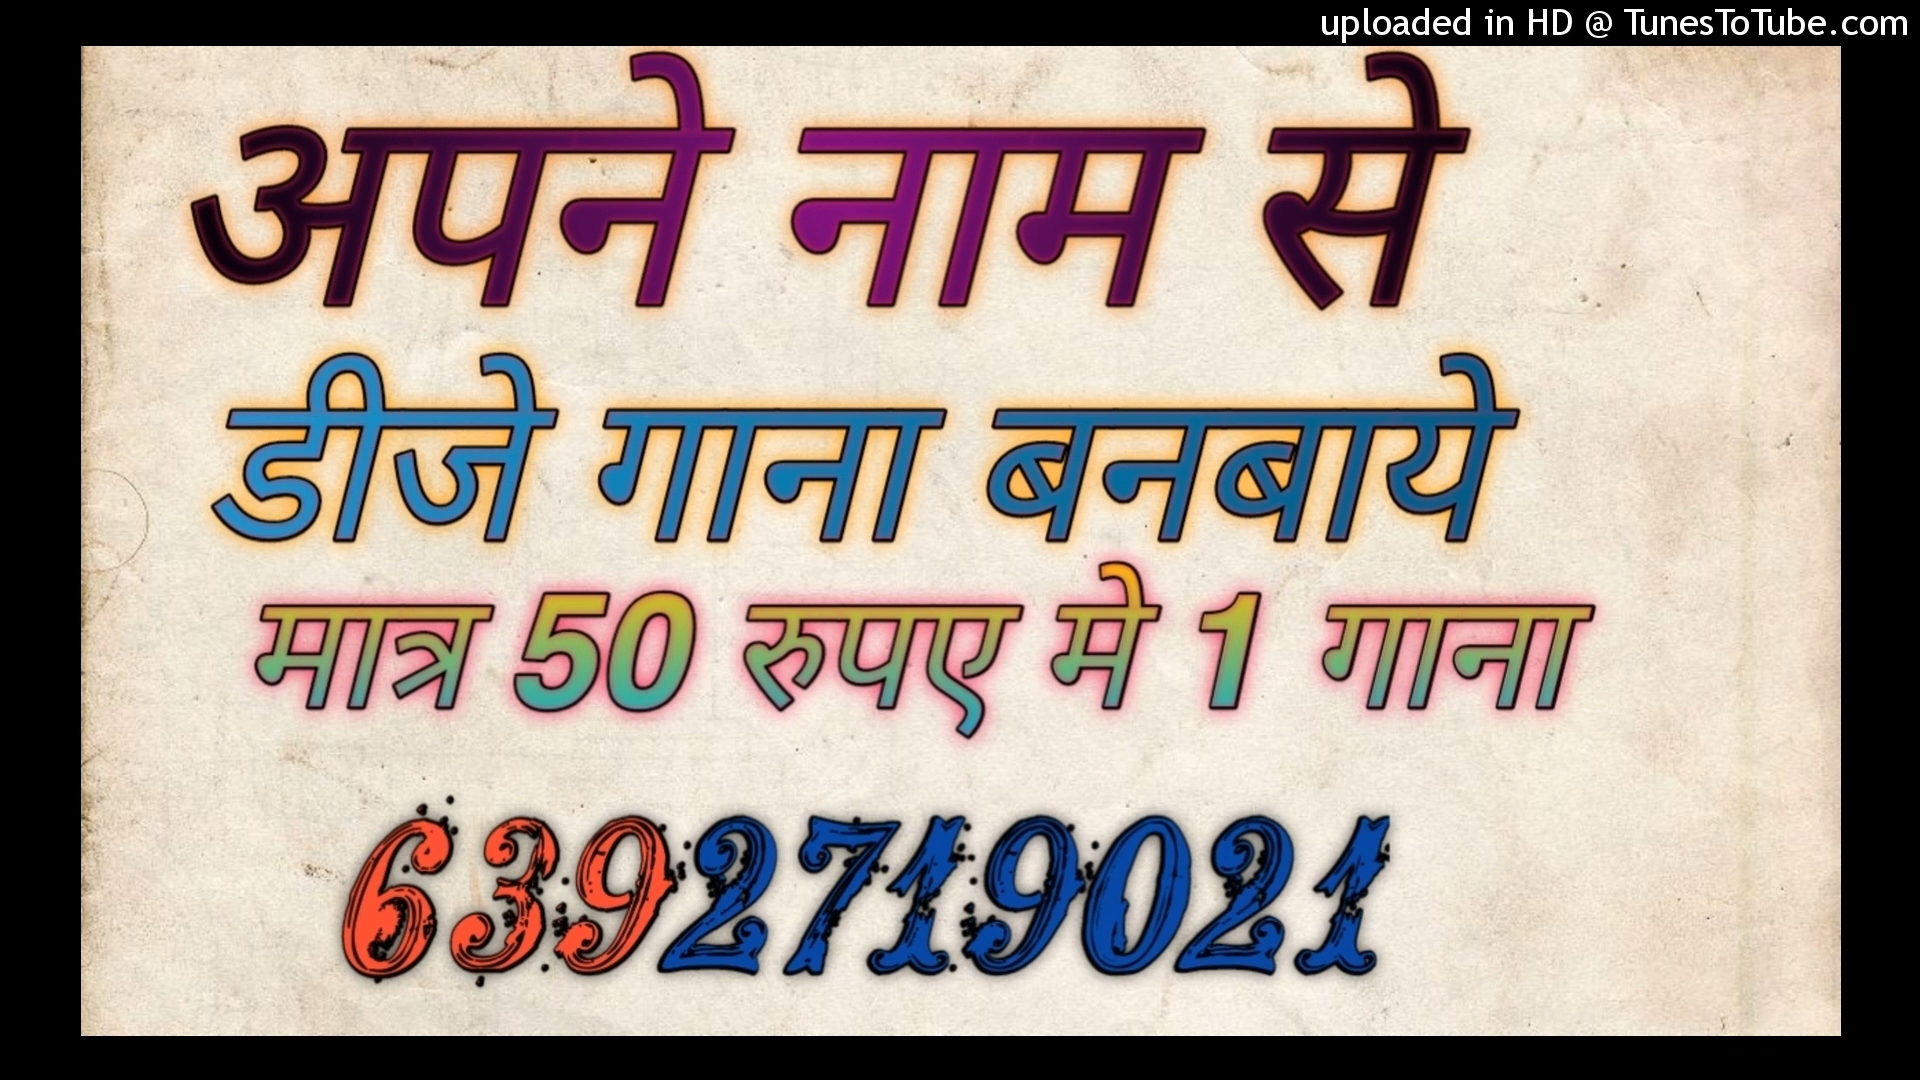 uploaded in HD @ TunesToTube.com
अपने नाम से
डीजे गाना बनबाये
मात्र 50 रुपए मे 1 गाना
6392719021